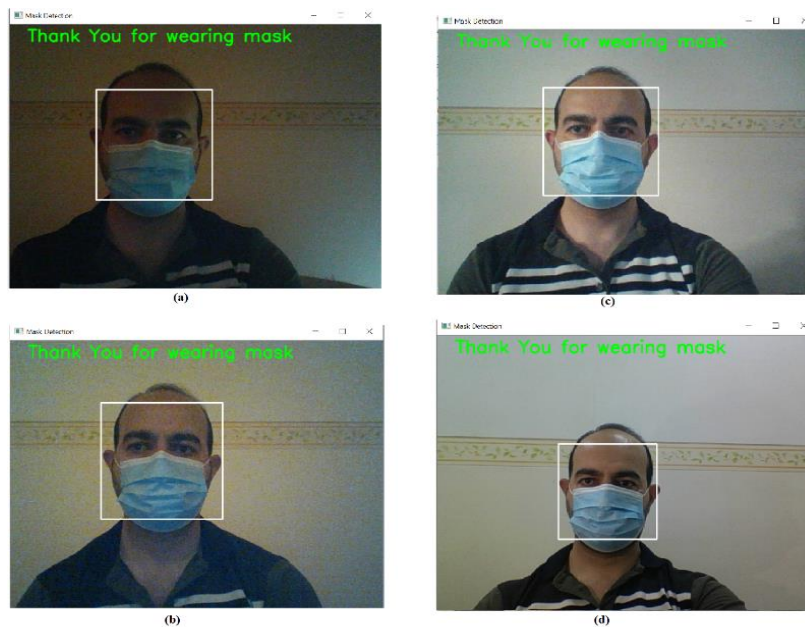 Mask Detection
Thank You for wearing mask
(a)
Mask Detection
Thank You for wearing mask
(c)
Mask Detection
Thank You for wearing mask
(b)
Mask Detection
Thank You for wearing mask
(d)